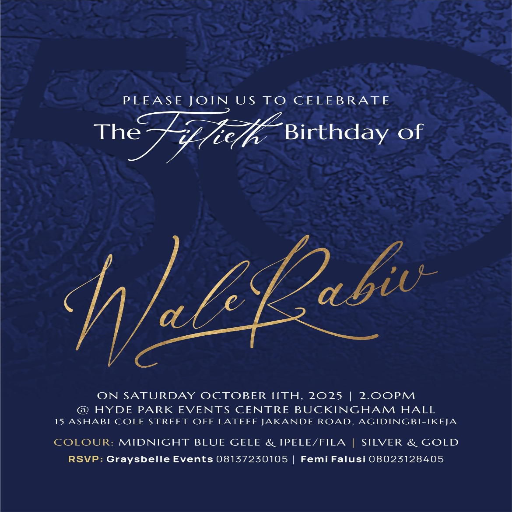 50
PLEASE JOIN US TO CELEBRATE
The Fiftieth Birthday of
Wale Rabiu
ON SATURDAY OCTOBER 11TH, 2025 | 2.00PM
@ HYDE PARK EVENTS CENTRE BUCKINGHAM HALL
15 ASHABI COLE STREET OFF LATEEF JAKANDE ROAD, AGIDINGBI-IKEJA
COLOUR: MIDNIGHT BLUE GELE & IPELE/FILA | SILVER & GOLD
RSVP: Graysbelle Events 08137230105 | Femi Falusi 08023128405